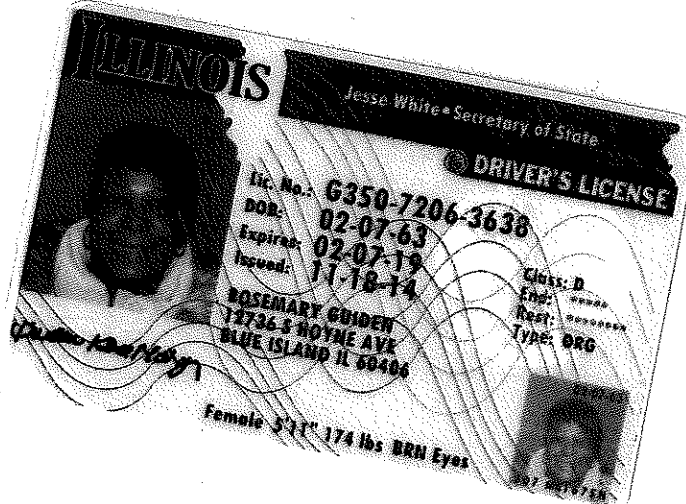 ILLINOIS
Jesse White • Secretary of State
DRIVER'S LICENSE
Lic. No.: G350-7206-3638
DOB: 02-07-63
Expires: 02-07-19
Issued: 11-18-14
Class: D
End: *****
Rest: ********
Type: ORG
ROSEMARY GUIDEN
12736 S HOYNE AVE
BLUE ISLAND IL 60406
Female 5'11" 174 lbs BRN Eyes